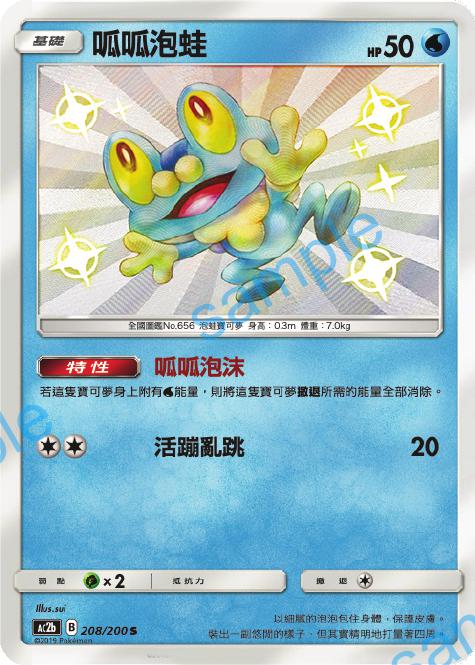 基礎 呱呱泡蛙 HP 50
全國圖鑑No.656 泡蛙寶可夢 身高：0.3m 體重：7.0kg
sample
特性 呱呱泡沫
若這隻寶可夢身上附有能量，則將這隻寶可夢撤退所需的能量全部消除。
ple
活蹦亂跳 20
弱點 ×2 抵抗力 撤退
Illus.sui
AC2b B 208/200 S
©2019 Pokémon
以細膩的泡泡包住身體，保護皮膚。
裝出一副悠閒的樣子，但其實精明地打量著四周。
sample